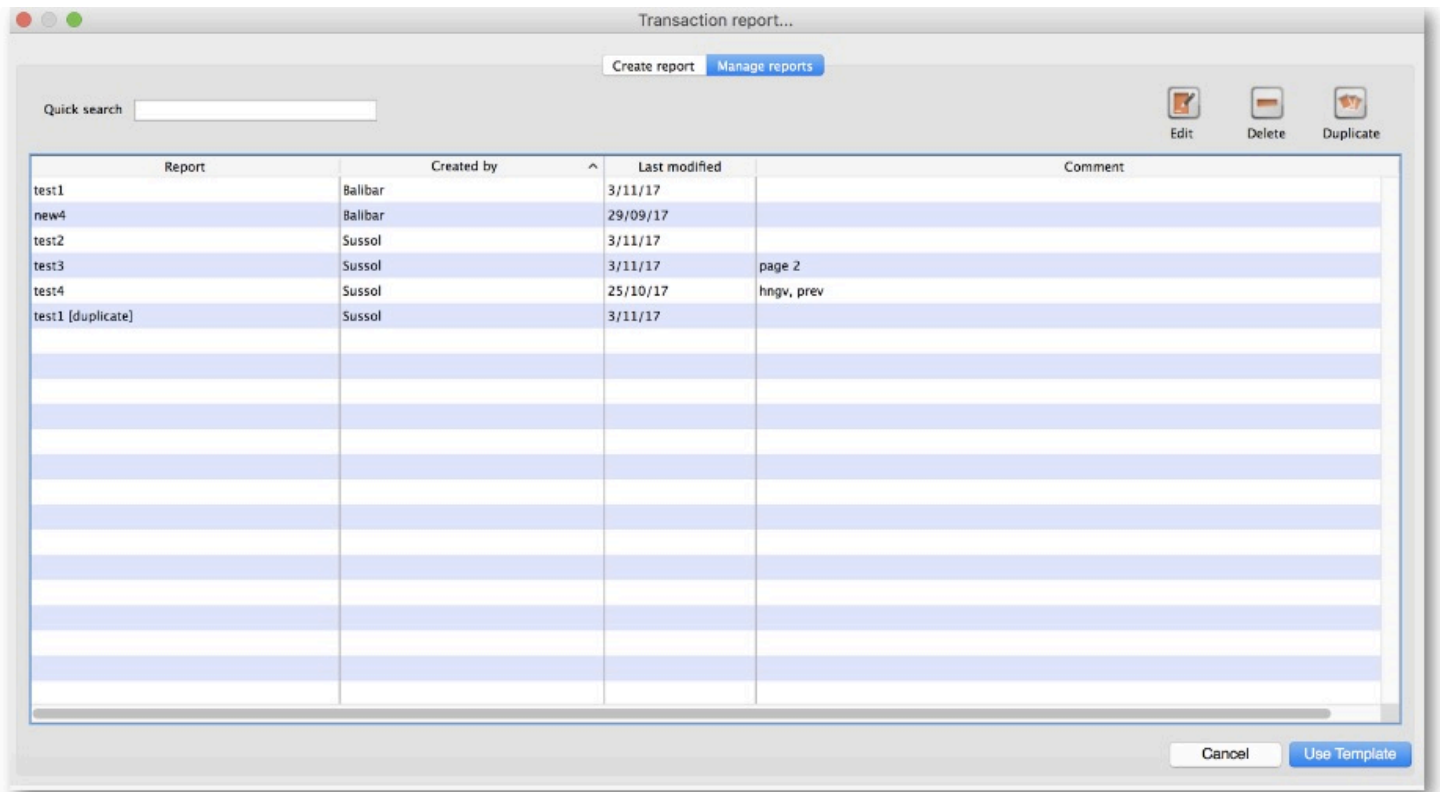 Transaction report...
Create report Manage reports
Quick search
Edit Delete Duplicate
Report Created by Last modified Comment
test1 Balibar 3/11/17
new4 Balibar 29/09/17
test2 Sussol 3/11/17
test3 Sussol 3/11/17 page 2
test4 Sussol 25/10/17 hngv, prev
test1 [duplicate] Sussol 3/11/17
Cancel Use Template